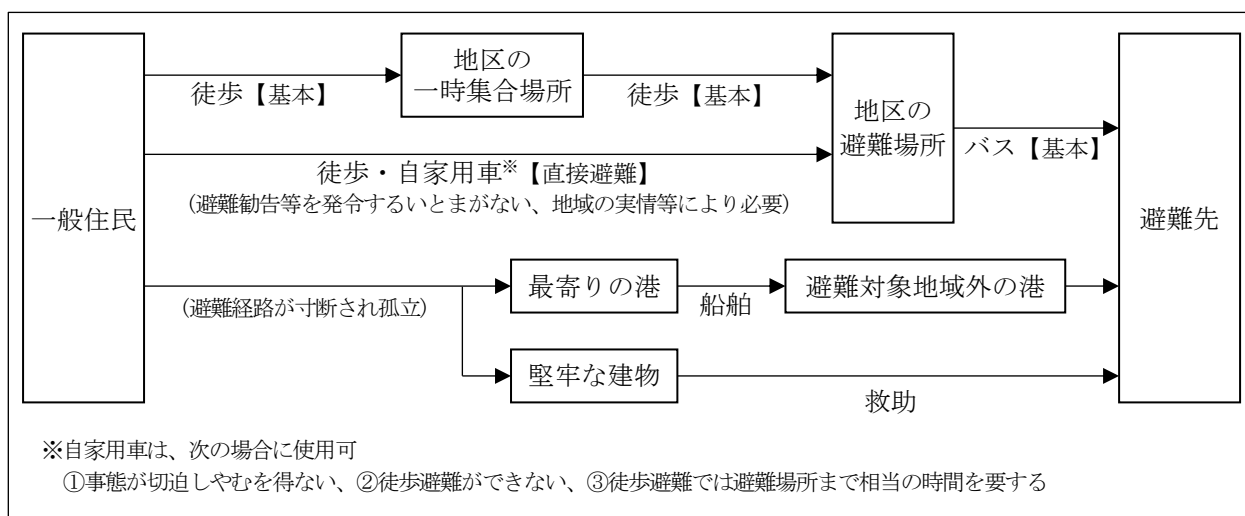 一般住民
徒歩【基本】
地区の
一時集合場所
徒歩【基本】
地区の
避難場所
バス【基本】
避難先
徒歩・自家用車※【直接避難】
(避難勧告等を発令するいとまがない、地域の実情等により必要)
(避難経路が寸断され孤立)
最寄りの港
船舶
避難対象地域外の港
堅牢な建物
救助
※自家用車は、次の場合に使用可
①事態が切迫しやむを得ない、②徒歩避難ができない、③徒歩避難では避難場所まで相当の時間を要する